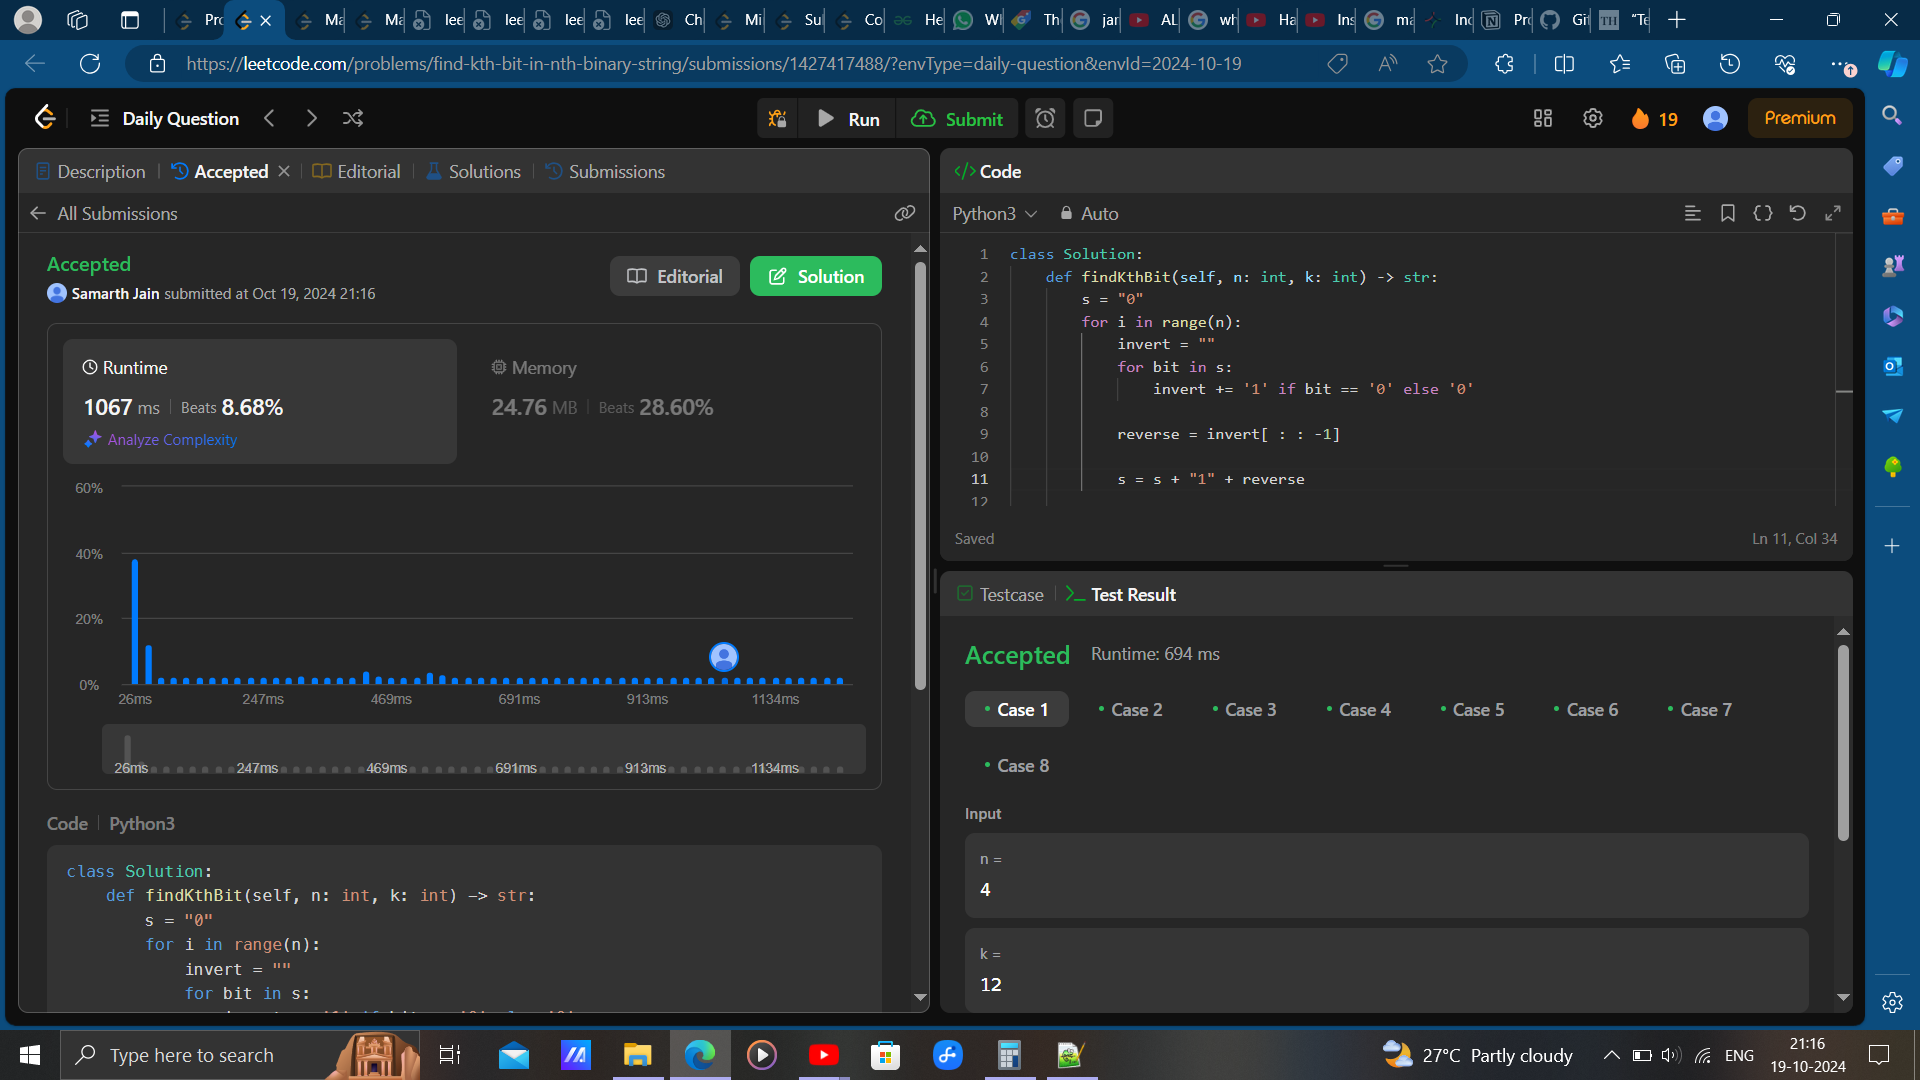 Pro
Ma
Ma
lee
lee
lee
lee
Ch
Mi
Su
Co
He
Wh
Th
jan
AL
wh
Ha
Ins
ma
Inc
Pro
Git
TH
“Te
https://leetcode.com/problems/find-kth-bit-in-nth-binary-string/submissions/1427417488/?envType=daily-question&envId=2024-10-19
Daily Question
Run
Submit
19
Premium
Description
Accepted
Editorial
Solutions
Submissions
All Submissions
Accepted
Samarth Jain submitted at Oct 19, 2024 21:16
Editorial
Solution
Runtime
1067 ms
Beats 8.68%
Analyze Complexity
Memory
24.76 MB
Beats 28.60%
60%
40%
20%
0%
26ms 247ms 469ms 691ms 913ms 1134ms
26ms 247ms 469ms 691ms 913ms 1134ms
Code
Python3
class Solution:
def findKthBit(self, n: int, k: int) -> str:
s = "0"
for i in range(n):
invert = ""
for bit in s:
</> Code
Python3
Auto
1 class Solution:
2 def findKthBit(self, n: int, k: int) -> str:
3 s = "0"
4 for i in range(n):
5 invert = ""
6 for bit in s:
7 invert += '1' if bit == '0' else '0'
8
9 reverse = invert[ : : -1]
10
11 s = s + "1" + reverse
12
Saved
Ln 11, Col 34
Testcase
Test Result
Accepted
Runtime: 694 ms
Case 1
Case 2
Case 3
Case 4
Case 5
Case 6
Case 7
Case 8
Input
n =
4
k =
12
Type here to search
27°C Partly cloudy
ENG
21:16
19-10-2024